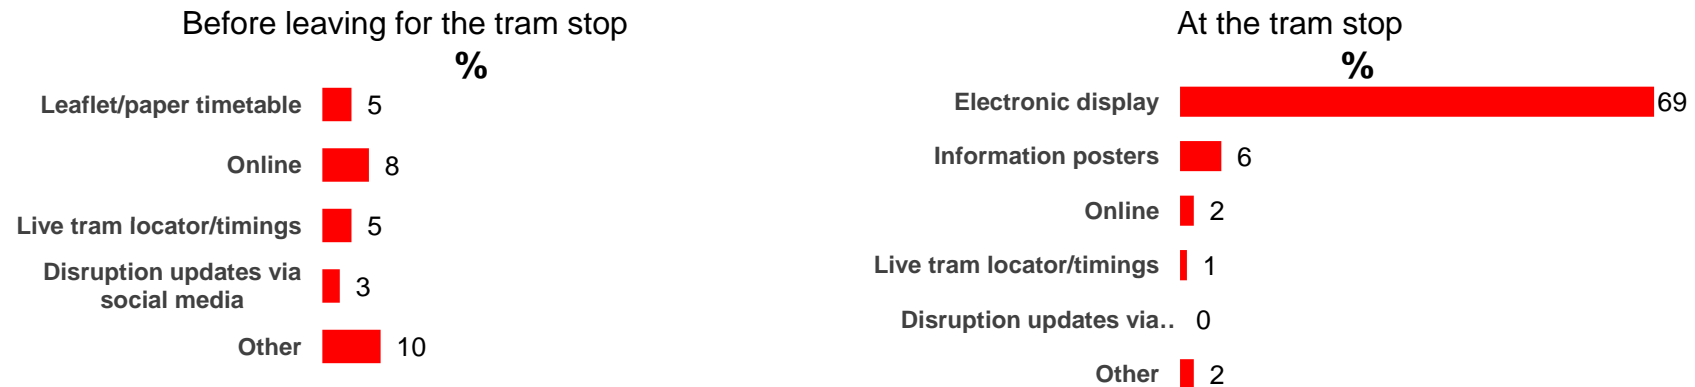 Before leaving for the tram stop
%
Leaflet/paper timetable 5
Online 8
Live tram locator/timings 5
Disruption updates via
social media 3
Other 10
At the tram stop
%
Electronic display 69
Information posters 6
Online 2
Live tram locator/timings 1
Disruption updates via.. 0
Other 2